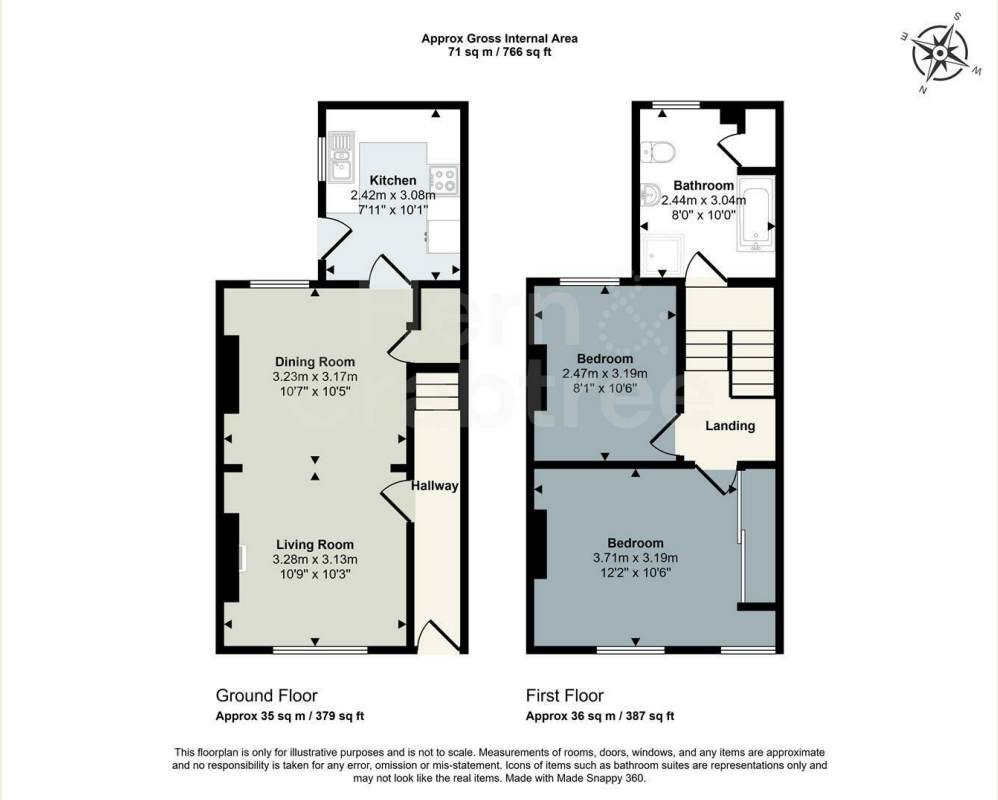 Approx Gross Internal Area
71 sq m / 766 sq ft
S
E
W
N
Kitchen
2.42m x 3.08m
7'11" x 10'1"
Bathroom
2.44m x 3.04m
8'0" x 10'0"
Fern &
Crabtree
Dining Room
3.23m x 3.17m
10'7" x 10'5"
Bedroom
2.47m x 3.19m
8'1" x 10'6"
Landing
Hallway
Living Room
3.28m x 3.13m
10'9" x 10'3"
Bedroom
3.71m x 3.19m
12'2" x 10'6"
Ground Floor
Approx 35 sq m / 379 sq ft
First Floor
Approx 36 sq m / 387 sq ft
This floorplan is only for illustrative purposes and is not to scale. Measurements of rooms, doors, windows, and any items are approximate
and no responsibility is taken for any error, omission or mis-statement. Icons of items such as bathroom suites are representations only and
may not look like the real items. Made with Made Snappy 360.